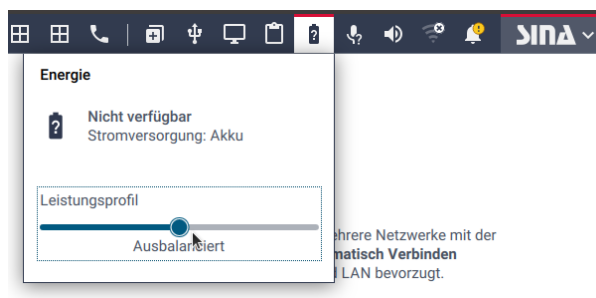 SINA
Energie
Nicht verfügbar
Stromversorgung: Akku
Leistungsprofil
Ausbalanciert
ehrere Netzwerke mit der
matisch Verbinden
LAN bevorzugt.